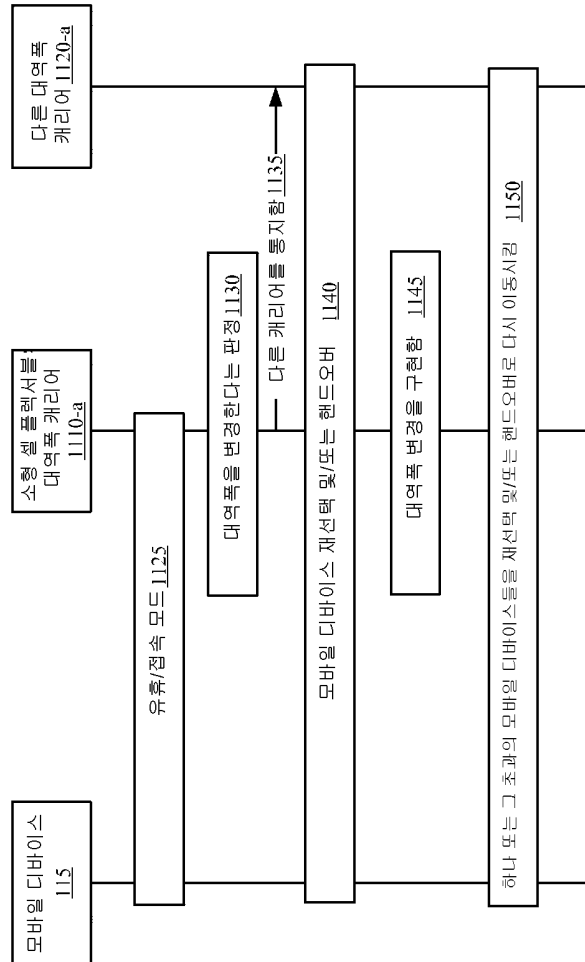 모바일 디바이스
115
소형 셀 플렉서블
대역폭 캐리어
1110-a
다른 대역폭
캐리어 1120-a
유휴/접속 모드 1125
대역폭을 변경한다는 판정 1130
다른 캐리어를 통지함 1135
모바일 디바이스 재선택 및/또는 핸드오버 1140
대역폭 변경을 구현함 1145
하나 또는 그 초과의 모바일 디바이스들을 재선택 및/또는 핸드오버로 다시 이동시킴 1150